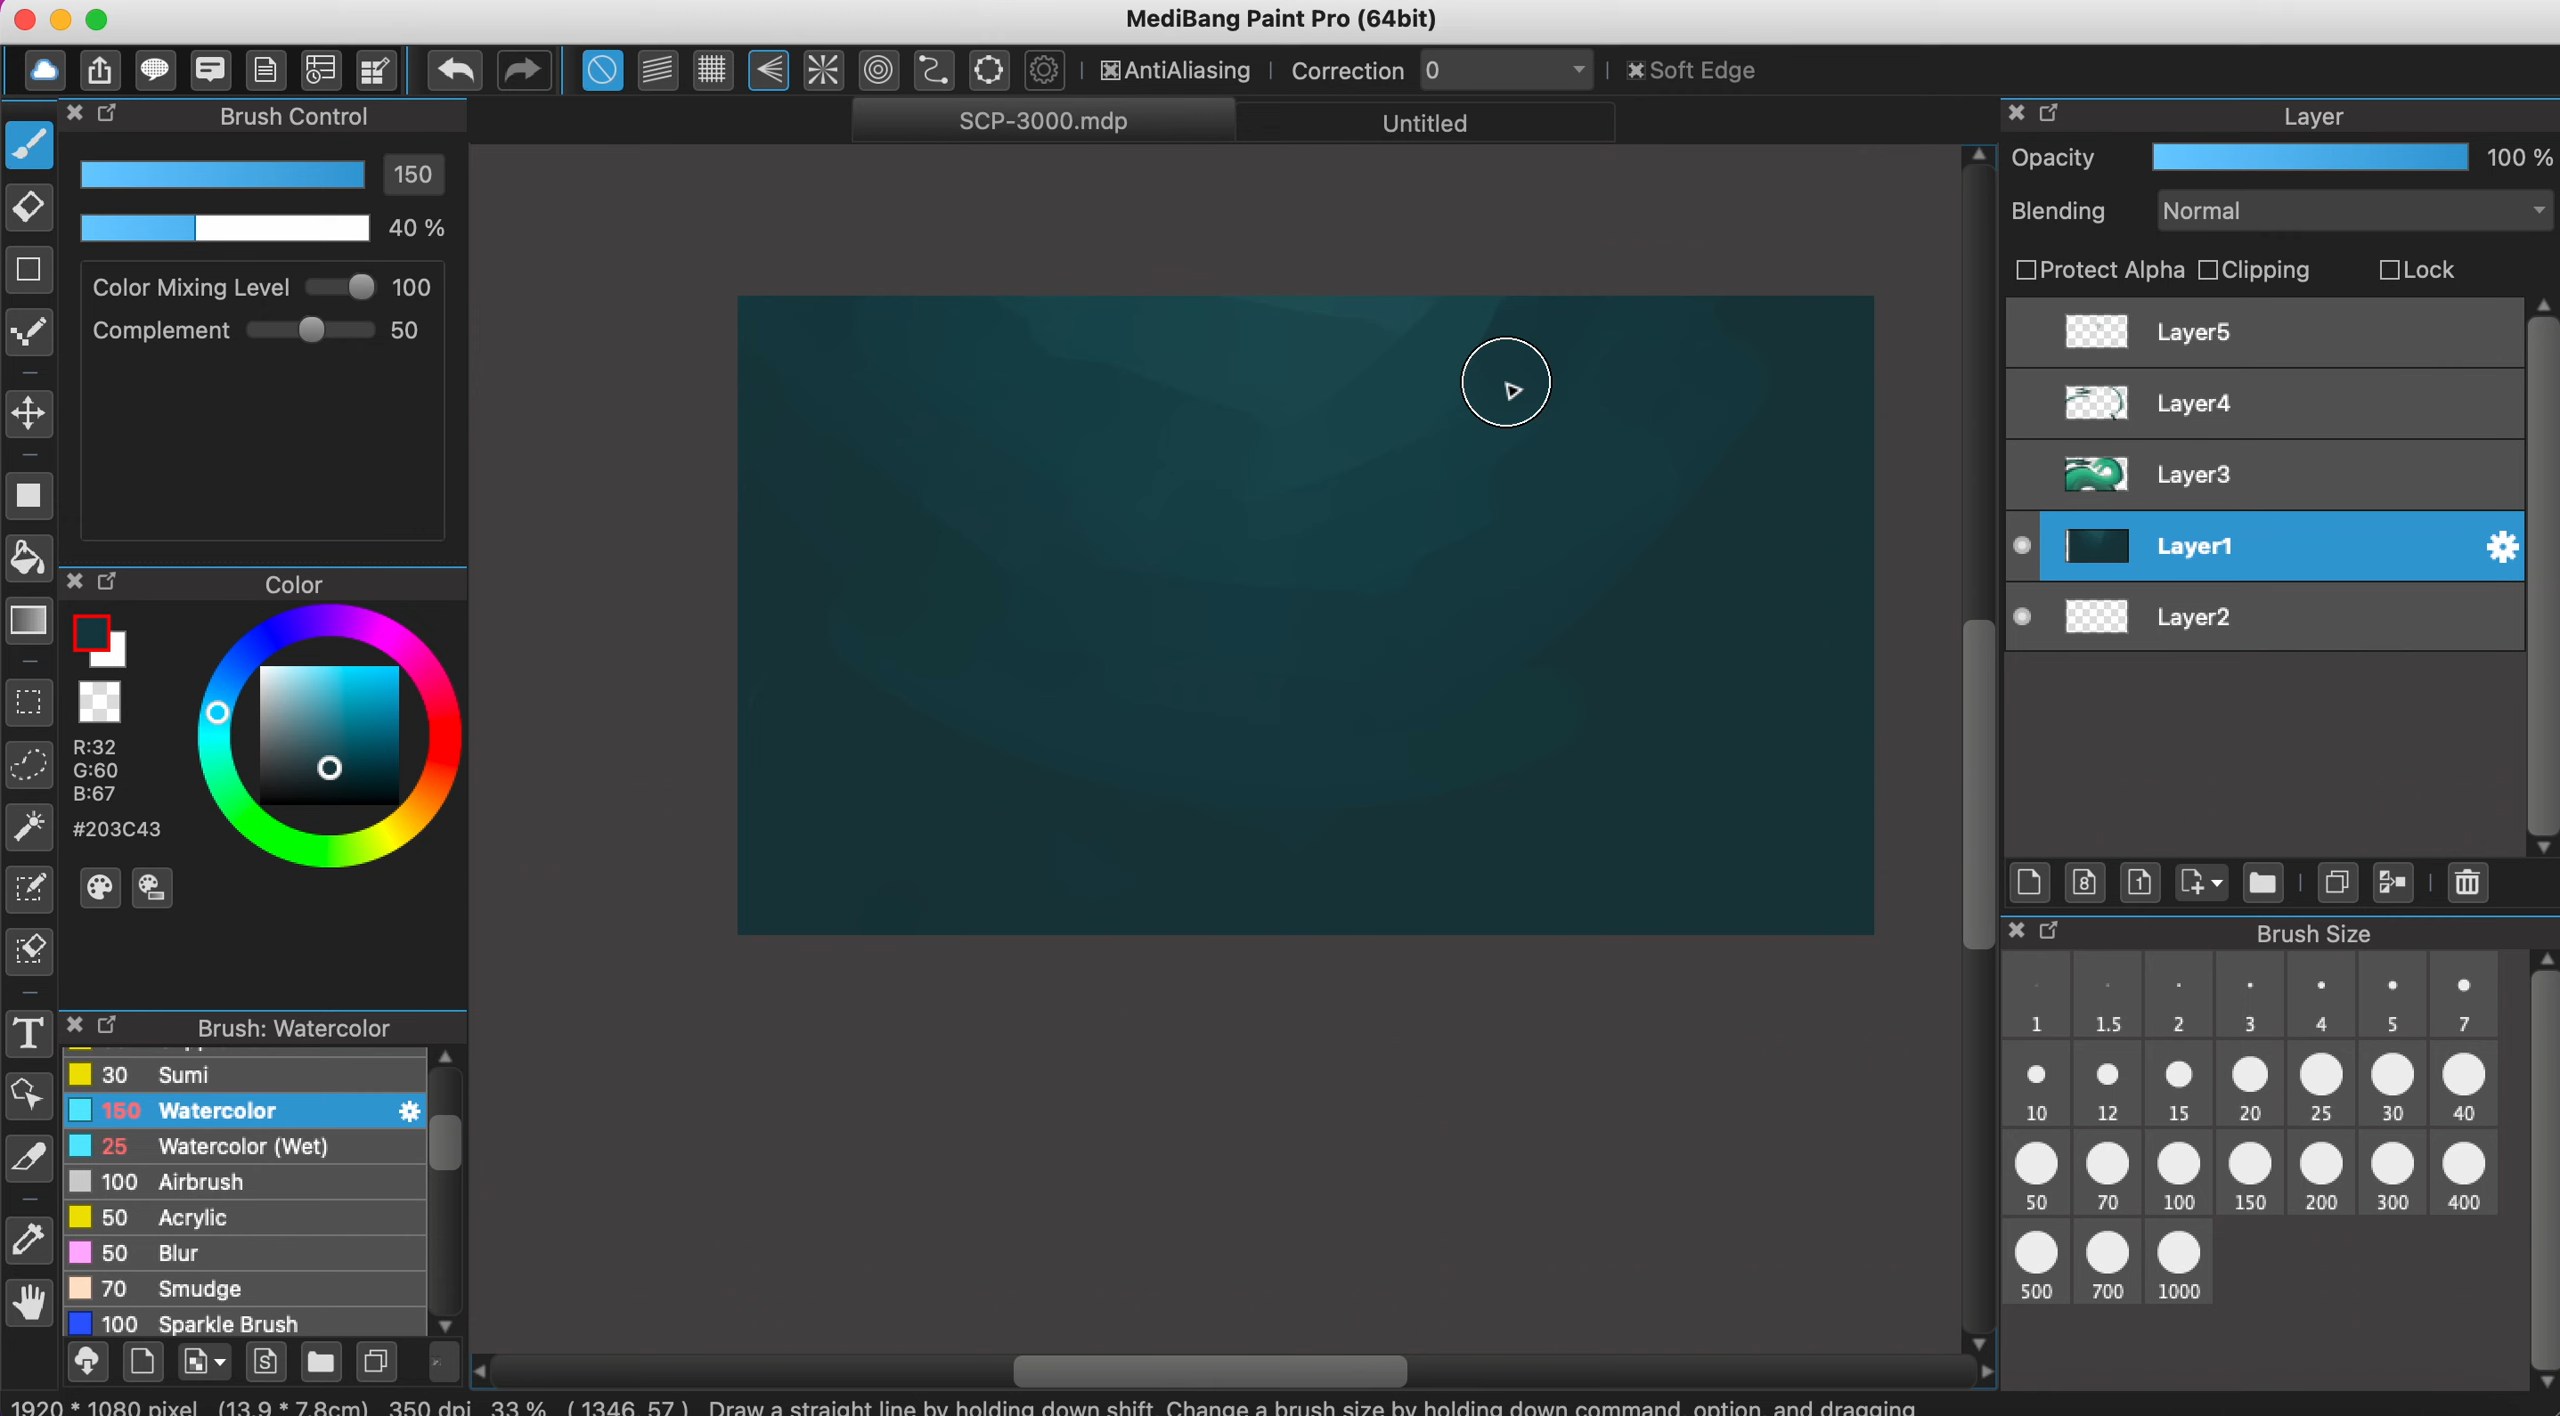 MediBang Paint Pro (64bit)
AntiAliasing Correction 0 Soft Edge
Brush Control
SCP-3000.mdp Untitled
Layer
150
40 %
Color Mixing Level 100
Complement 50
Opacity 100 %
Blending Normal
Protect Alpha Clipping Lock
Layer5
Layer4
Layer3
Layer1
Layer2
Color
R:32
G:60
B:67
#203C43
8 1
Brush Size
1 1.5 2 3 4 5 7
10 12 15 20 25 30 40
50 70 100 150 200 300 400
500 700 1000
Brush: Watercolor
30 Sumi
150 Watercolor
25 Watercolor (Wet)
100 Airbrush
50 Acrylic
50 Blur
70 Smudge
100 Sparkle Brush
T
S
1920 * 1080 pixel (13.9 * 7.8cm) 350 dpi 33 % ( 1346, 57 ) Draw a straight line by holding down shift, Change a brush size by holding down command, option, and dragging